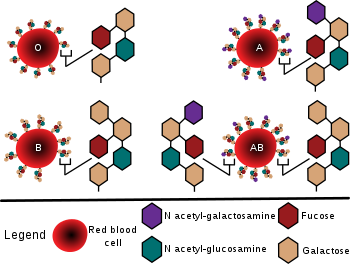 O
A
B
AB
Legend
Red blood
cell
N acetyl-galactosamine
Fucose
N acetyl-glucosamine
Galactose